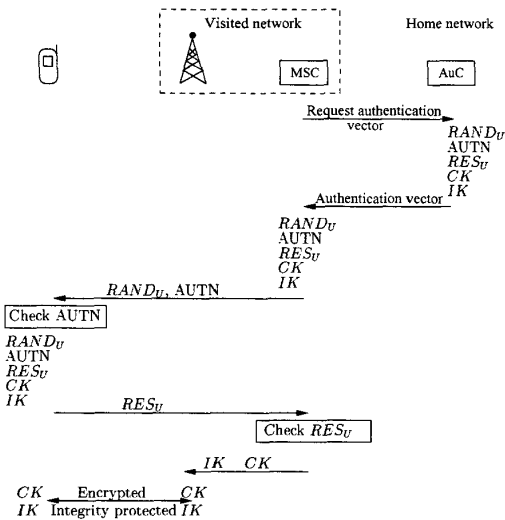 Visited network
Home network
MSC
AuC
Request authentication
vector
RAND_U
AUTN
RES_U
CK
IK
Authentication vector
RAND_U
AUTN
RES_U
CK
IK
RAND_U, AUTN
Check AUTN
RAND_U
AUTN
RES_U
CK
IK
RES_U
Check RES_U
IK CK
CK Encrypted CK
IK Integrity protected IK